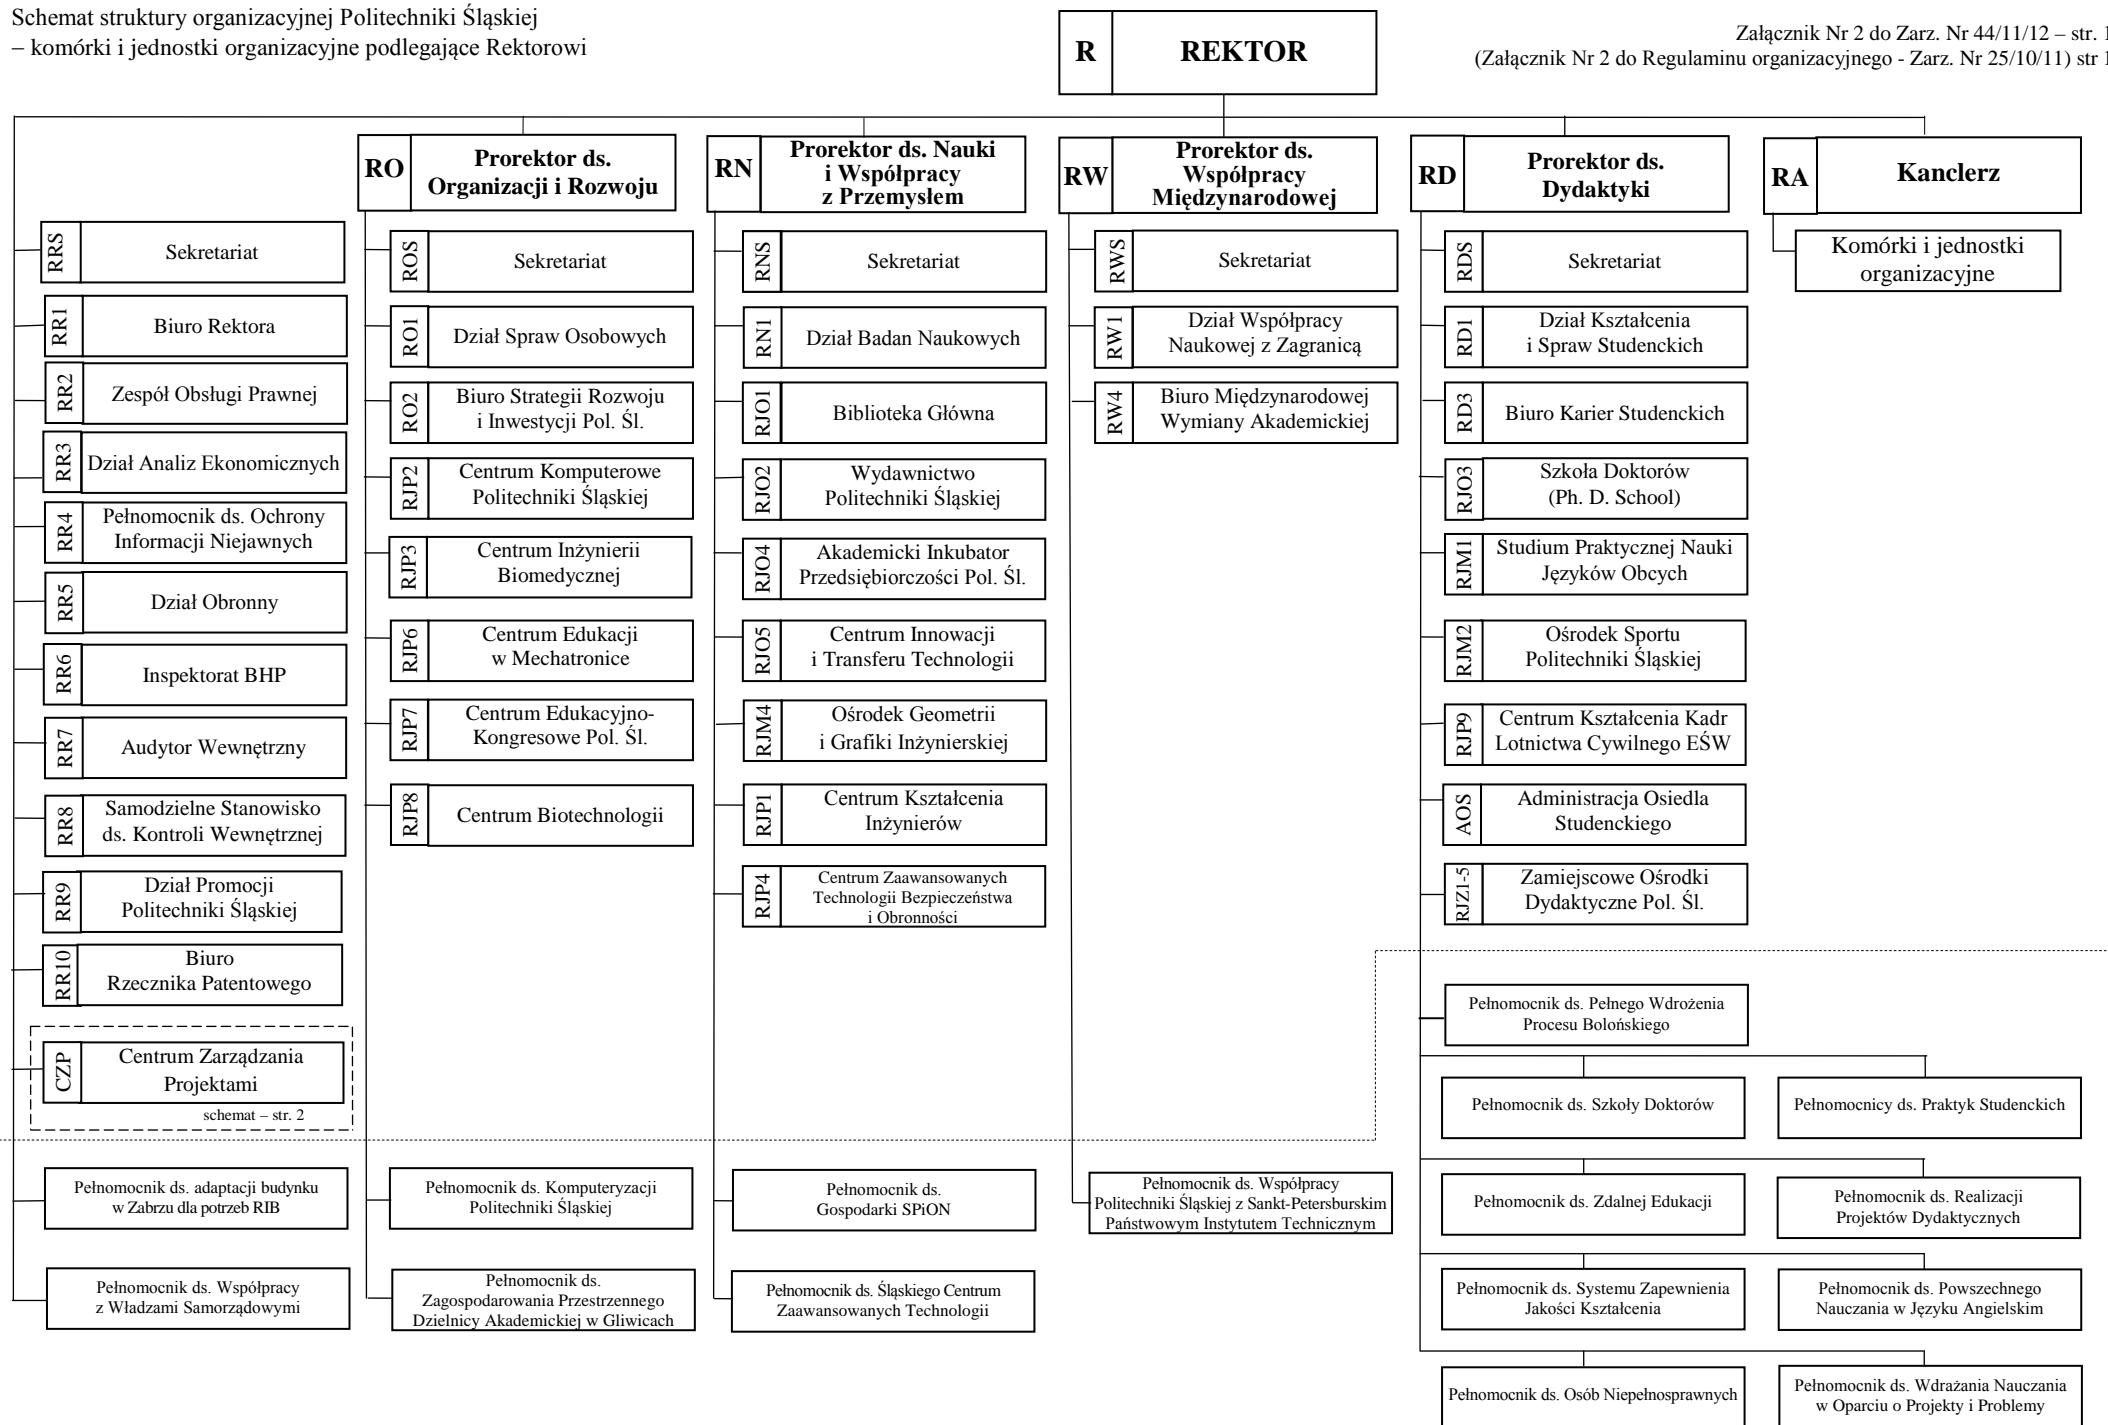 Schemat struktury organizacyjnej Politechniki Śląskiej
– komórki i jednostki organizacyjne podlegające Rektorowi
R
REKTOR
Załącznik Nr 2 do Zarz. Nr 44/11/12 – str. 1
(Załącznik Nr 2 do Regulaminu organizacyjnego - Zarz. Nr 25/10/11) str 1
RRS
Sekretariat
RR1
Biuro Rektora
RR2
Zespół Obsługi Prawnej
RR3
Dział Analiz Ekonomicznych
RR4
Pełnomocnik ds. Ochrony
Informacji Niejawnych
RR5
Dział Obronny
RR6
Inspektorat BHP
RR7
Audytor Wewnętrzny
RR8
Samodzielne Stanowisko
ds. Kontroli Wewnętrznej
RR9
Dział Promocji
Politechniki Śląskiej
RR10
Biuro
Rzecznika Patentowego
CZP
Centrum Zarządzania
Projektami
schemat – str. 2
Pełnomocnik ds. adaptacji budynku
w Zabrzu dla potrzeb RIB
Pełnomocnik ds. Współpracy
z Władzami Samorządowymi
RO
Prorektor ds.
Organizacji i Rozwoju
ROS
Sekretariat
RO1
Dział Spraw Osobowych
RO2
Biuro Strategii Rozwoju
i Inwestycji Pol. Śl.
RJP2
Centrum Komputerowe
Politechniki Śląskiej
RJP3
Centrum Inżynierii
Biomedycznej
RJP6
Centrum Edukacji
w Mechatronice
RJP7
Centrum Edukacyjno-
Kongresowe Pol. Śl.
RJP8
Centrum Biotechnologii
Pełnomocnik ds. Komputeryzacji
Politechniki Śląskiej
Pełnomocnik ds.
Zagospodarowania Przestrzennego
Dzielnicy Akademickiej w Gliwicach
RN
Prorektor ds. Nauki
i Współpracy
z Przemysłem
RNS
Sekretariat
RN1
Dział Badan Naukowych
RJO1
Biblioteka Główna
RJO2
Wydawnictwo
Politechniki Śląskiej
RJO4
Akademicki Inkubator
Przedsiębiorczości Pol. Śl.
RJO5
Centrum Innowacji
i Transferu Technologii
RJM4
Ośrodek Geometrii
i Grafiki Inżynierskiej
RJP1
Centrum Kształcenia
Inżynierów
RJP4
Centrum Zaawansowanych
Technologii Bezpieczeństwa
i Obronności
Pełnomocnik ds.
Gospodarki SPiON
Pełnomocnik ds. Śląskiego Centrum
Zaawansowanych Technologii
RW
Prorektor ds.
Współpracy
Międzynarodowej
RWS
Sekretariat
RW1
Dział Współpracy
Naukowej z Zagranicą
RW4
Biuro Międzynarodowej
Wymiany Akademickiej
Pełnomocnik ds. Współpracy
Politechniki Śląskiej z Sankt-Petersburskim
Państwowym Instytutem Technicznym
RD
Prorektor ds.
Dydaktyki
RDS
Sekretariat
RD1
Dział Kształcenia
i Spraw Studenckich
RD3
Biuro Karier Studenckich
RJO3
Szkoła Doktorów
(Ph. D. School)
RJM1
Studium Praktycznej Nauki
Języków Obcych
RJM2
Ośrodek Sportu
Politechniki Śląskiej
RJP9
Centrum Kształcenia Kadr
Lotnictwa Cywilnego EŚW
AOS
Administracja Osiedla
Studenckiego
RJZ1-5
Zamiejscowe Ośrodki
Dydaktyczne Pol. Śl.
Pełnomocnik ds. Pełnego Wdrożenia
Procesu Bolońskiego
Pełnomocnik ds. Szkoły Doktorów
Pełnomocnicy ds. Praktyk Studenckich
Pełnomocnik ds. Zdalnej Edukacji
Pełnomocnik ds. Realizacji
Projektów Dydaktycznych
Pełnomocnik ds. Systemu Zapewnienia
Jakości Kształcenia
Pełnomocnik ds. Powszechnego
Nauczania w Języku Angielskim
Pełnomocnik ds. Osób Niepełnosprawnych
Pełnomocnik ds. Wdrażania Nauczania
w Oparciu o Projekty i Problemy
RA
Kanclerz
Komórki i jednostki
organizacyjne